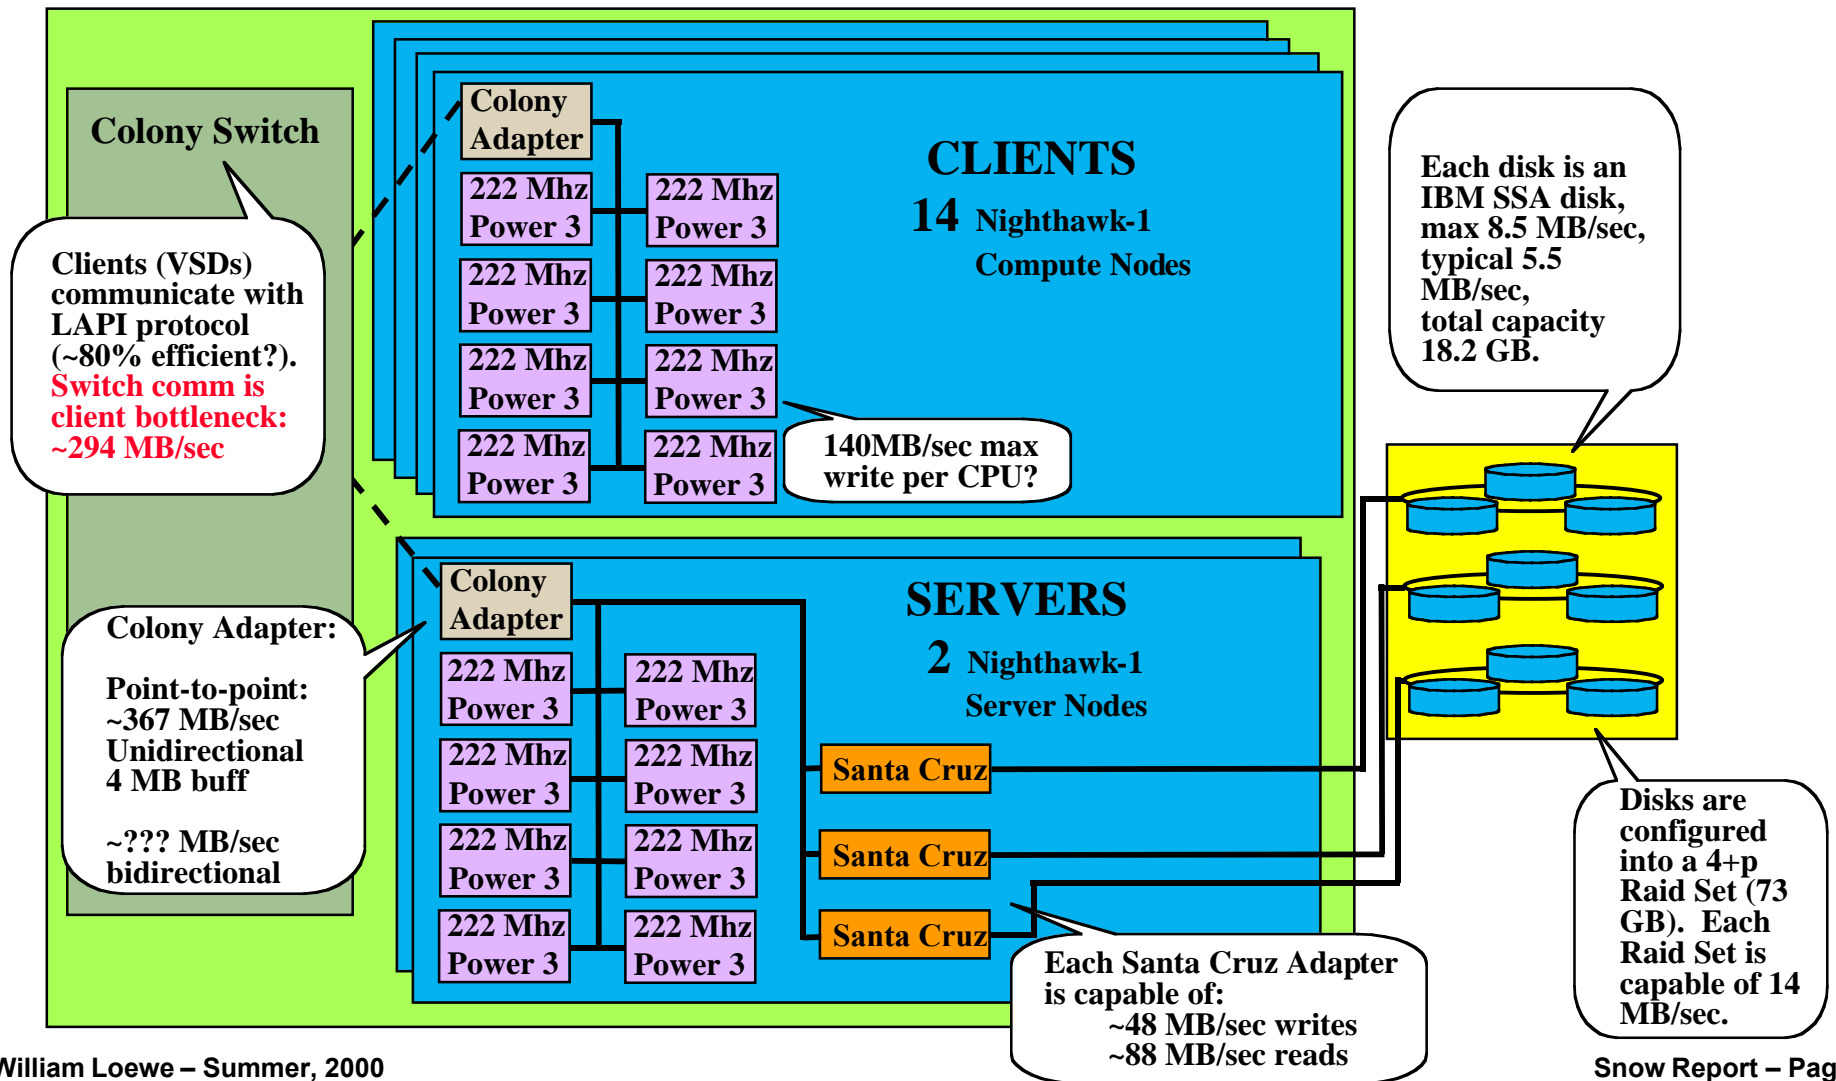 Colony Switch
Clients (VSDs)
communicate with
LAPI protocol
(~80% efficient?).
Switch comm is
client bottleneck:
~294 MB/sec
Colony Adapter:
Point-to-point:
~367 MB/sec
Unidirectional
4 MB buff
~??? MB/sec
bidirectional
Colony
Adapter
222 Mhz
Power 3
222 Mhz
Power 3
222 Mhz
Power 3
222 Mhz
Power 3
222 Mhz
Power 3
222 Mhz
Power 3
222 Mhz
Power 3
222 Mhz
Power 3
CLIENTS
14 Nighthawk-1
Compute Nodes
140MB/sec max
write per CPU?
Colony
Adapter
222 Mhz
Power 3
222 Mhz
Power 3
222 Mhz
Power 3
222 Mhz
Power 3
222 Mhz
Power 3
222 Mhz
Power 3
222 Mhz
Power 3
222 Mhz
Power 3
SERVERS
2 Nighthawk-1
Server Nodes
Santa Cruz
Santa Cruz
Santa Cruz
Each Santa Cruz Adapter
is capable of:
~48 MB/sec writes
~88 MB/sec reads
Each disk is an
IBM SSA disk,
max 8.5 MB/sec,
typical 5.5
MB/sec,
total capacity
18.2 GB.
Disks are
configured
into a 4+p
Raid Set (73
GB). Each
Raid Set is
capable of 14
MB/sec.
William Loewe – Summer, 2000
Snow Report – Pag